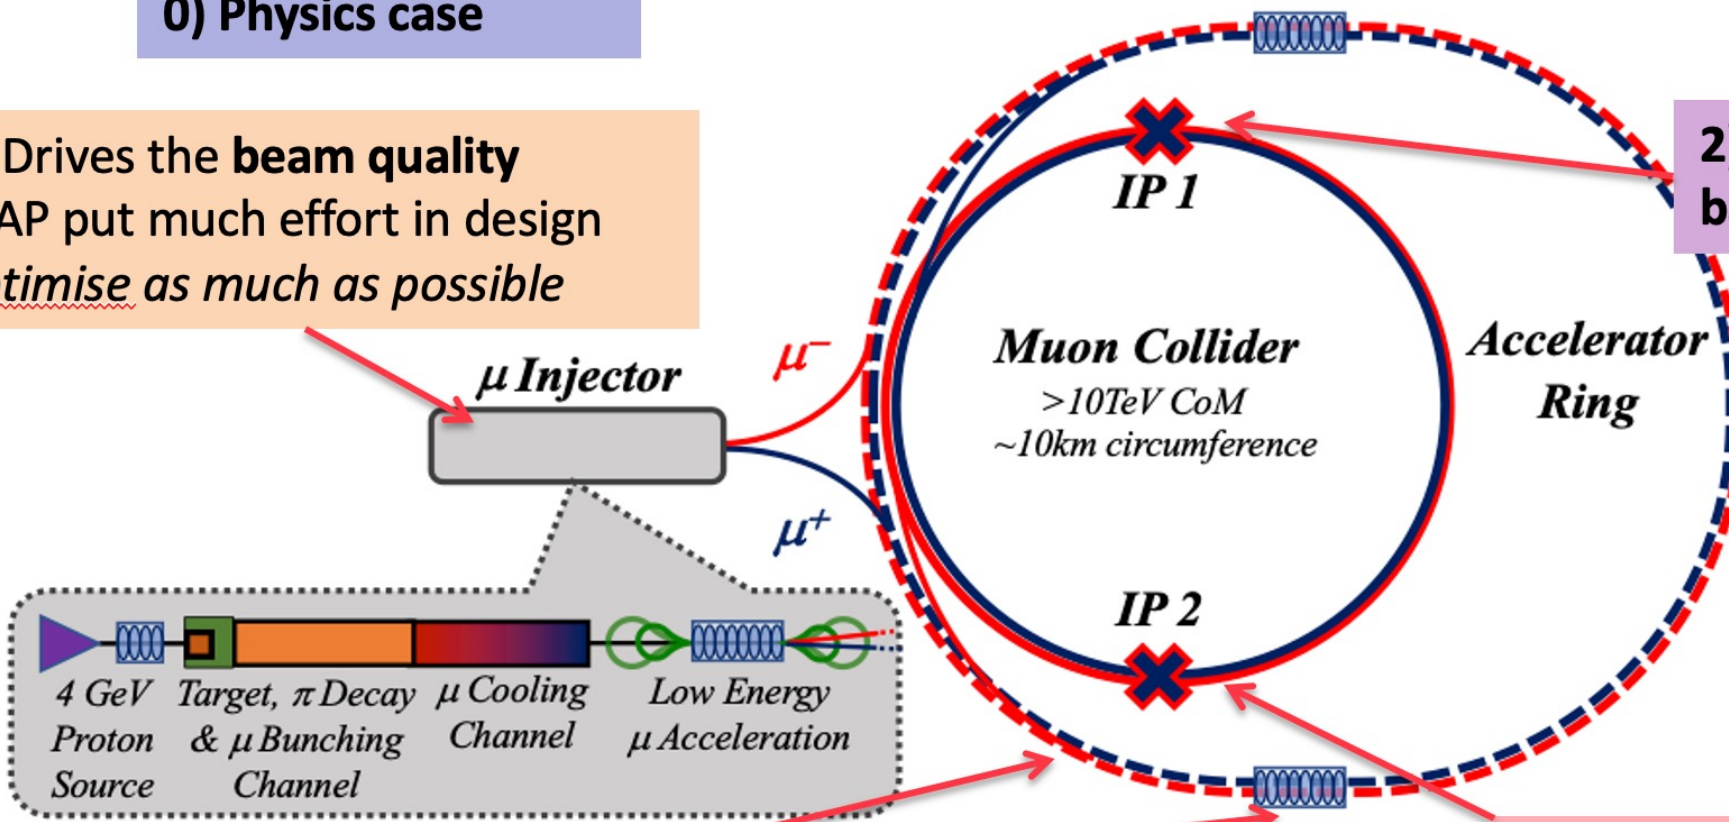 0) Physics case
Drives the beam quality
AP put much effort in design
timise as much as possible
2)
b
IP 1
μ Injector
μ⁻
μ⁺
Muon Collider
>10TeV CoM
~10km circumference
Accelerator
Ring
IP 2
4 GeV
Proton
Source
Target, π Decay
& μ Bunching
Channel
μ Cooling
Channel
Low Energy
μ Acceleration